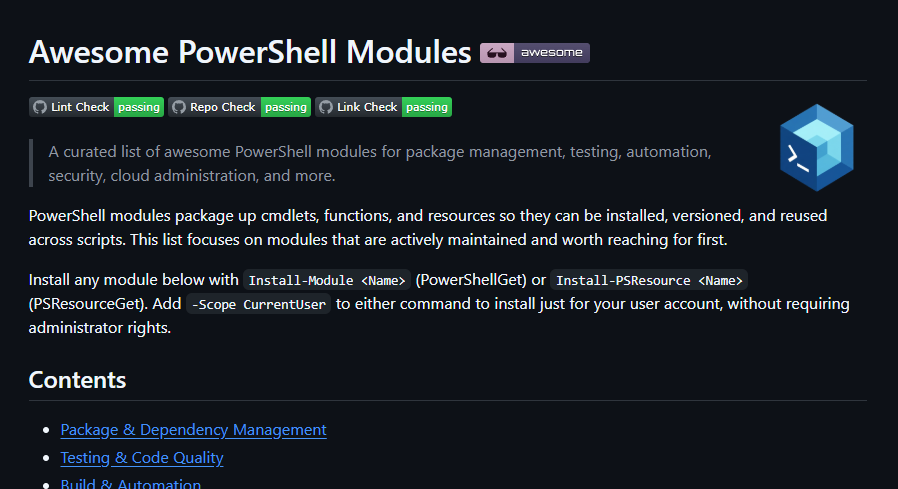 Awesome PowerShell Modules awesome
Lint Check passing Repo Check passing Link Check passing
A curated list of awesome PowerShell modules for package management, testing, automation,
security, cloud administration, and more.
PowerShell modules package up cmdlets, functions, and resources so they can be installed, versioned, and reused
across scripts. This list focuses on modules that are actively maintained and worth reaching for first.
Install any module below with Install-Module <Name> (PowerShellGet) or Install-PSResource <Name>
(PSResourceGet). Add -Scope CurrentUser to either command to install just for your user account, without requiring
administrator rights.
Contents
Package & Dependency Management
Testing & Code Quality
Build & Automation